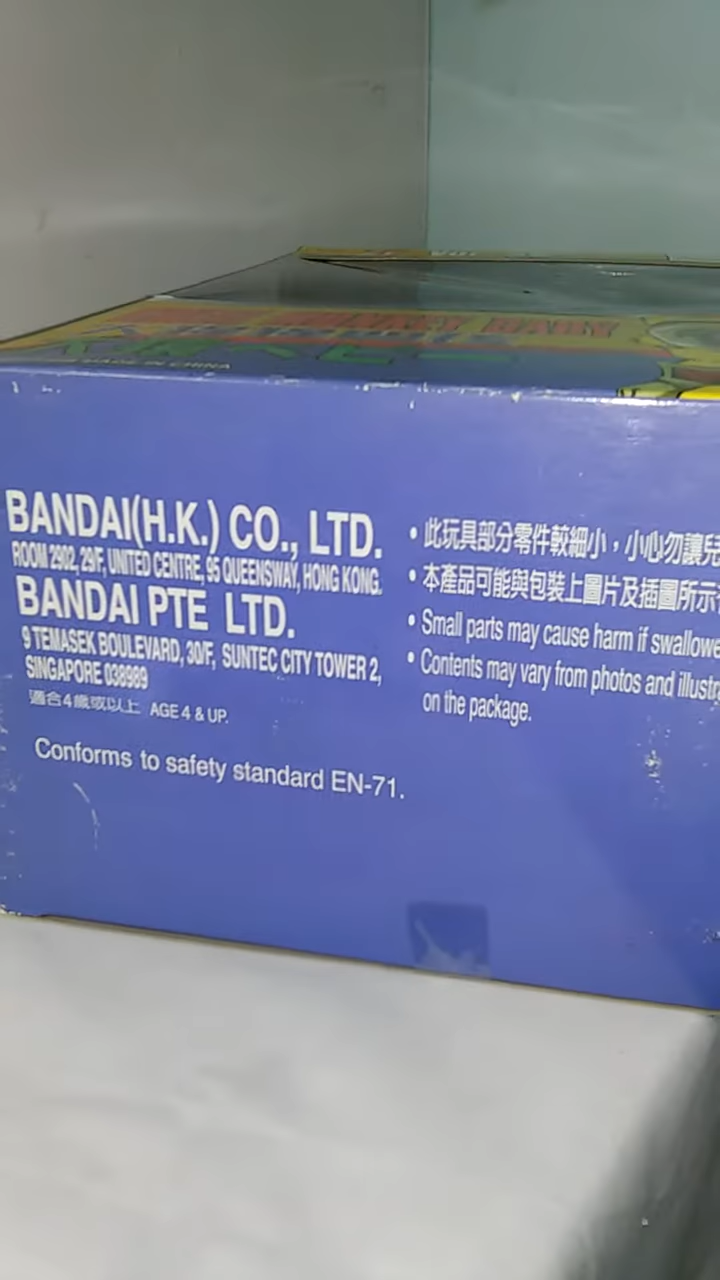 MADE IN CHINA
BANDAI(H.K.) CO., LTD.
ROOM 2902, 29/F, UNITED CENTRE, 95 QUEENSWAY, HONG KONG.
BANDAI PTE LTD.
9 TEMASEK BOULEVARD, 30/F, SUNTEC CITY TOWER 2,
SINGAPORE 038989
適合4歲或以上 AGE 4 & UP.
Conforms to safety standard EN-71.
• 此玩具部分零件較細小，小心勿讓兒
• 本產品可能與包裝上圖片及插圖所示
• Small parts may cause harm if swallowe
• Contents may vary from photos and illustr
on the package.